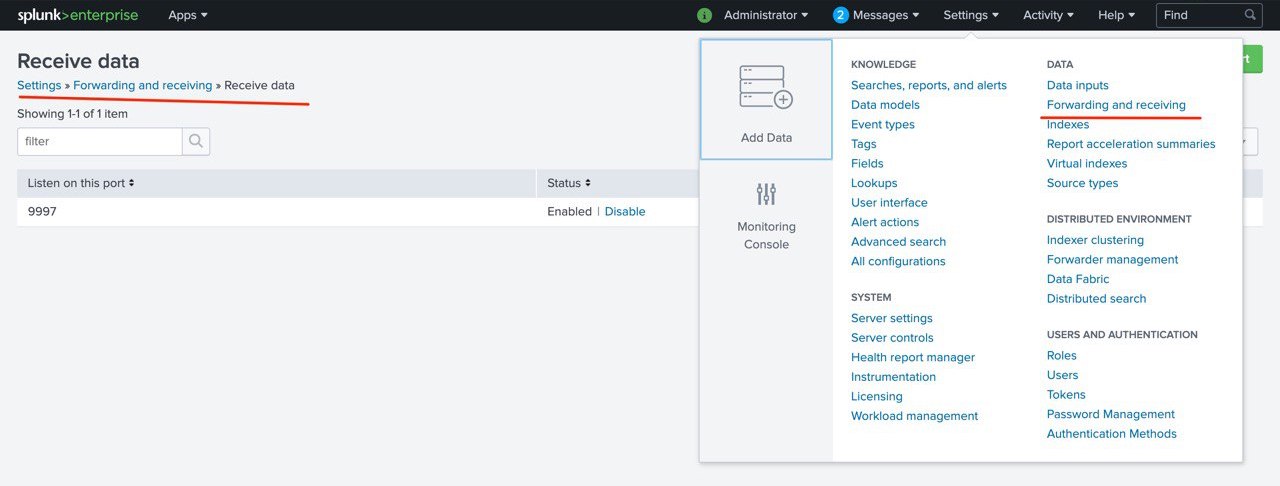 splunk>enterprise Apps Administrator 2 Messages Settings Activity Help Find
Receive data
Settings » Forwarding and receiving » Receive data
Showing 1-1 of 1 item
filter
Listen on this port Status
9997 Enabled | Disable
Add Data
Monitoring
Console
KNOWLEDGE
Searches, reports, and alerts
Data models
Event types
Tags
Fields
Lookups
User interface
Alert actions
Advanced search
All configurations
SYSTEM
Server settings
Server controls
Health report manager
Instrumentation
Licensing
Workload management
DATA
Data inputs
Forwarding and receiving
Indexes
Report acceleration summaries
Virtual indexes
Source types
DISTRIBUTED ENVIRONMENT
Indexer clustering
Forwarder management
Data Fabric
Distributed search
USERS AND AUTHENTICATION
Roles
Users
Tokens
Password Management
Authentication Methods